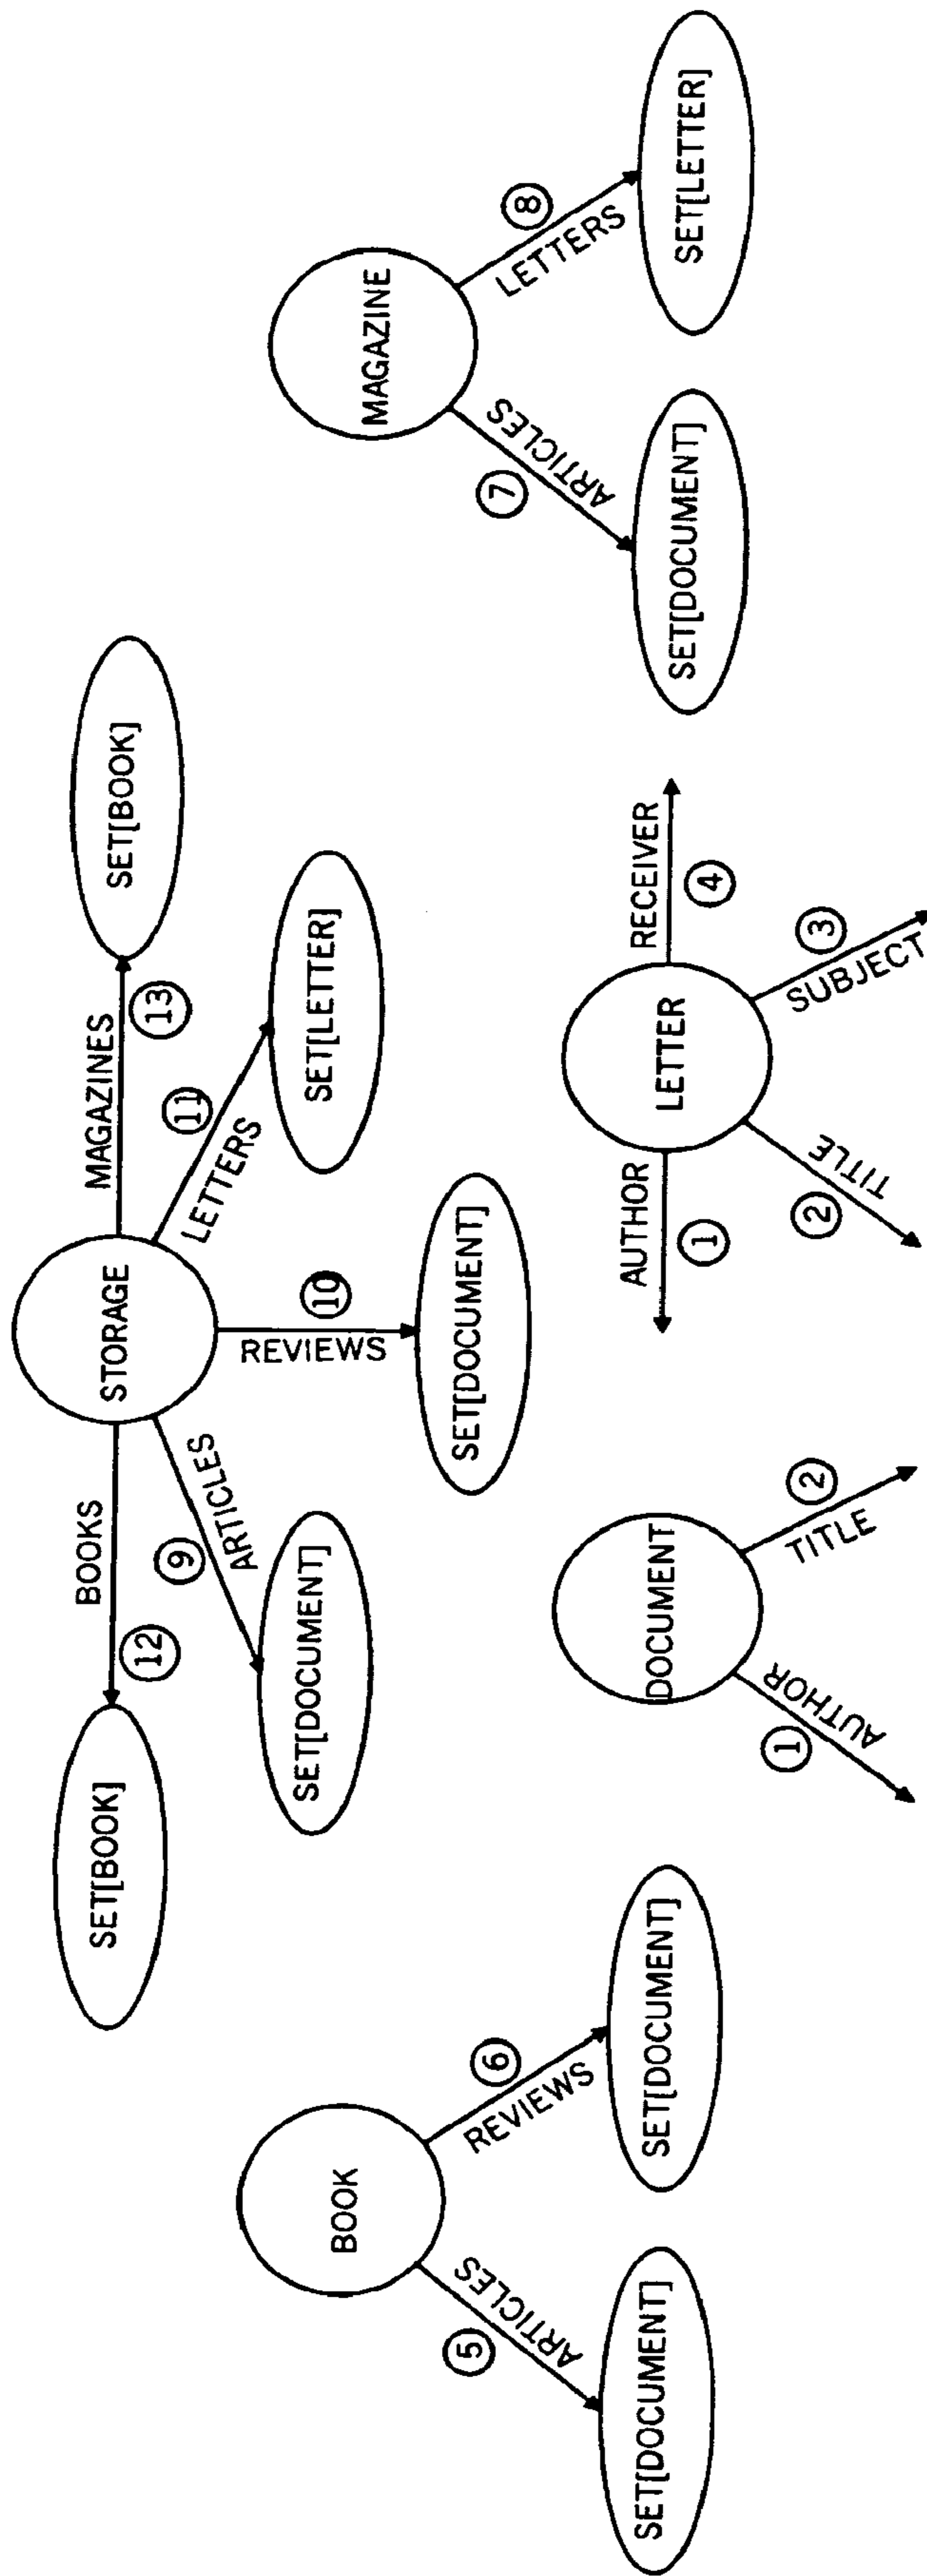 STORAGE
BOOKS
12
SET[BOOK]
MAGAZINES
13
SET[BOOK]
ARTICLES
9
SET[DOCUMENT]
REVIEWS
10
SET[DOCUMENT]
LETTERS
11
SET[LETTER]
BOOK
ARTICLES
5
SET[DOCUMENT]
REVIEWS
6
SET[DOCUMENT]
DOCUMENT
AUTHOR
1
TITLE
2
LETTER
AUTHOR
1
TITLE
2
SUBJECT
3
RECEIVER
4
MAGAZINE
ARTICLES
7
SET[DOCUMENT]
LETTERS
8
SET[LETTER]